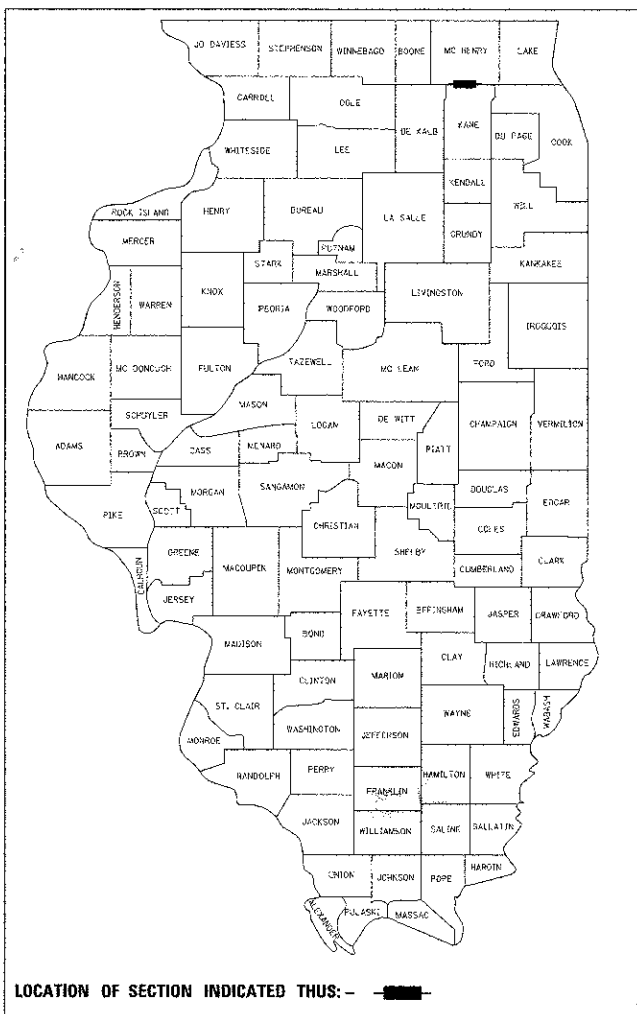 JO DAVIESS STEPHENSON WINNEBAGO BOONE MC HENRY LAKE
CARROLL OGLE DE KALB KANE DU PAGE COOK
WHITESIDE LEE
KENDALL WILL
ROCK ISLAND HENRY BUREAU LA SALLE GRUNDY
MERCER PUTNAM KANKAKEE
STARK MARSHALL
HENDERSON WARREN KNOX PEORIA WOODFORD LIVINGSTON IROQUOIS
HANCOCK MC DONOUGH FULTON TAZEWELL MC LEAN FORD
MASON
SCHUYLER LOGAN DE WITT CHAMPAIGN VERMILION
ADAMS BROWN CASS MENARD MACON PIATT
MORGAN SANGAMON DOUGLAS EDGAR
PIKE SCOTT CHRISTIAN MOULTRIE COLES
CALHOUN GREENE MACOUPIN MONTGOMERY SHELBY CUMBERLAND CLARK
JERSEY FAYETTE EFFINGHAM JASPER CRAWFORD
MADISON BOND
CLAY RICHLAND LAWRENCE
CLINTON MARION
ST. CLAIR WAYNE EDWARDS WABASH
MONROE WASHINGTON JEFFERSON
RANDOLPH PERRY HAMILTON WHITE
FRANKLIN
JACKSON WILLIAMSON SALINE GALLATIN
UNION JOHNSON POPE HARDIN
ALEXANDER PULASKI MASSAC
LOCATION OF SECTION INDICATED THUS: -